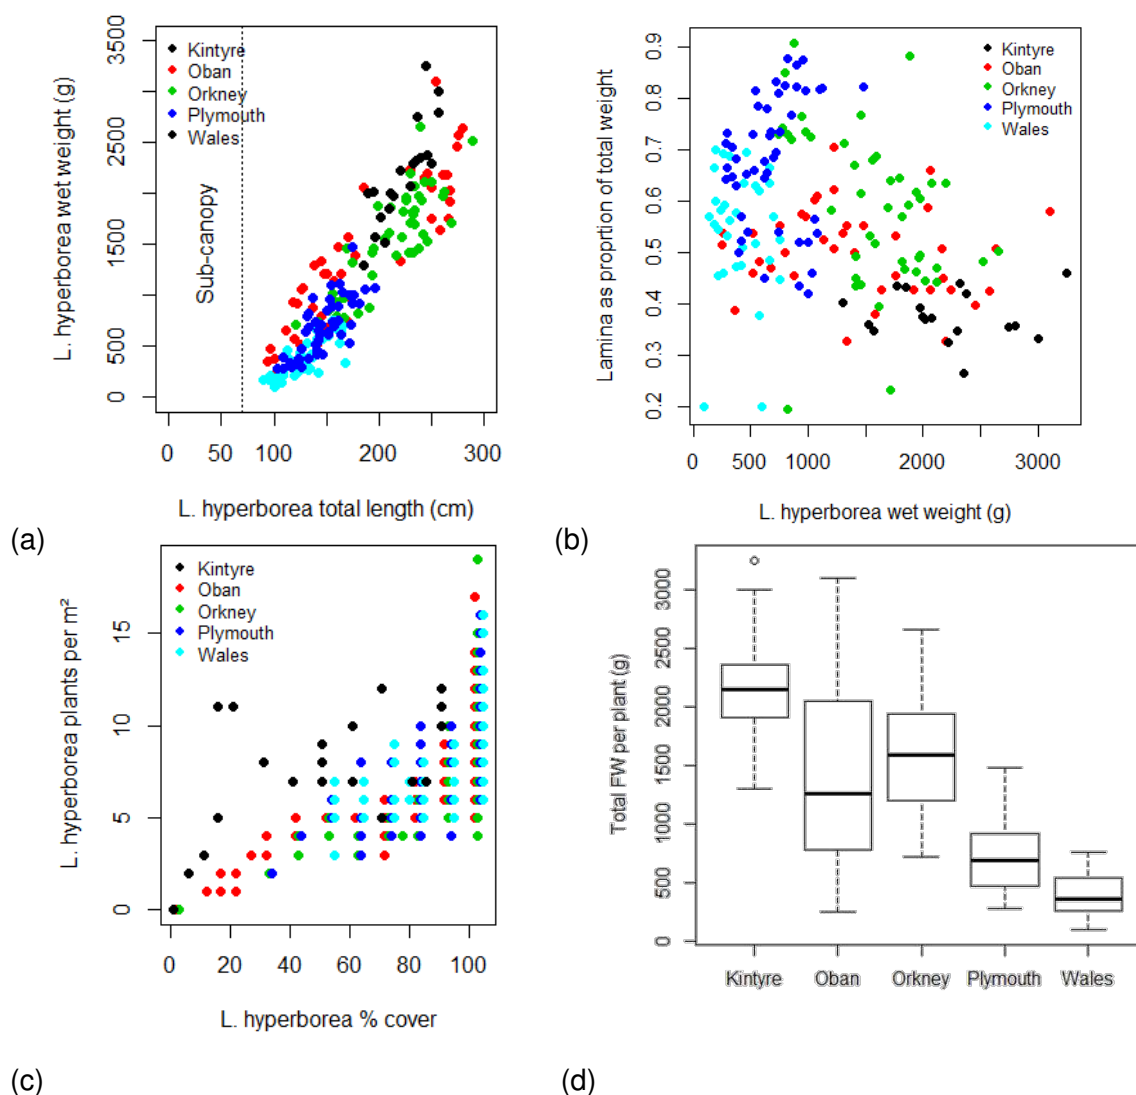 L. hyperborea wet weight (g)
0 500 1500 2500 3500
Kintyre
Oban
Orkney
Plymouth
Wales
Sub-canopy
0 50 100 200 300
L. hyperborea total length (cm)
(a)
Lamina as proprtion of total weight
0.2 0.3 0.4 0.5 0.6 0.7 0.8 0.9
Kintyre
Oban
Orkney
Plymouth
Wales
0 500 1000 2000 3000
L. hyperborea wet weight (g)
(b)
L. hyperborea plants per m²
0 5 10 15
Kintyre
Oban
Orkney
Plymouth
Wales
0 20 40 60 80 100
L. hyperborea % cover
(c)
Total FW per plant (g)
0 500 1000 1500 2000 2500 3000
Kintyre Oban Orkney Plymouth Wales
(d)